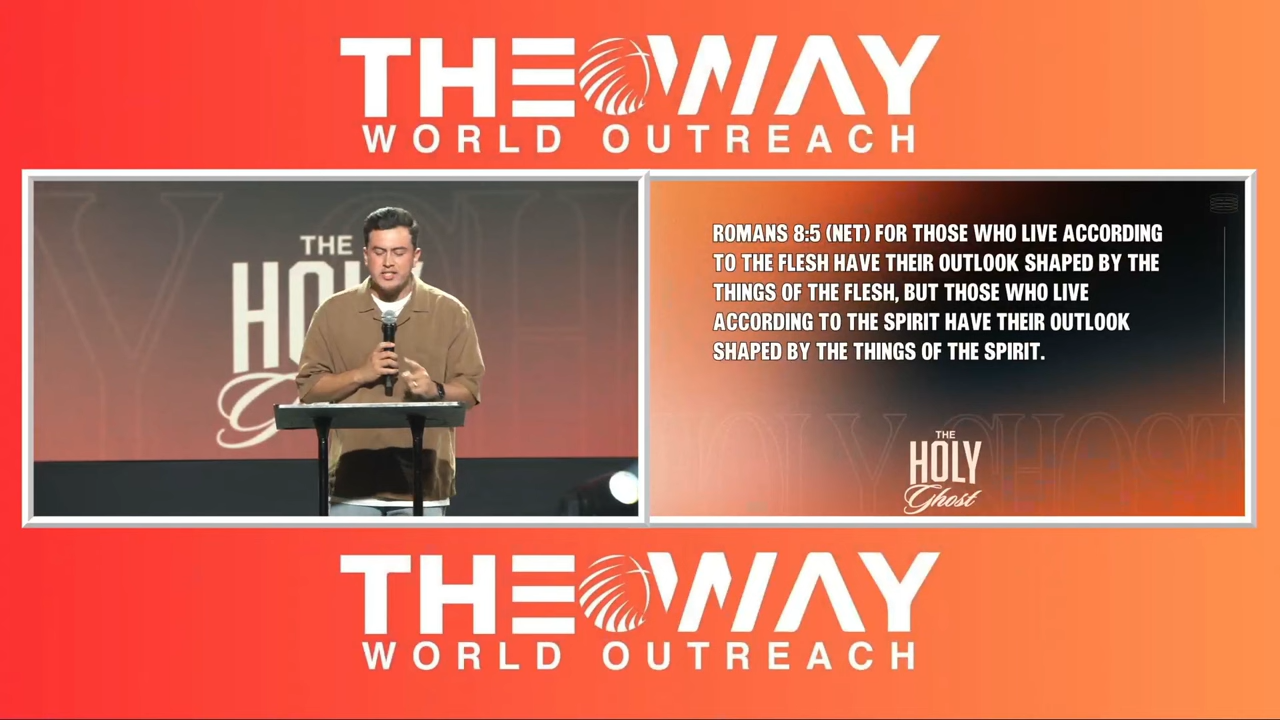 THE WAY
WORLD OUTREACH
THE
HO
G
ROMANS 8:5 (NET) FOR THOSE WHO LIVE ACCORDING
TO THE FLESH HAVE THEIR OUTLOOK SHAPED BY THE
THINGS OF THE FLESH, BUT THOSE WHO LIVE
ACCORDING TO THE SPIRIT HAVE THEIR OUTLOOK
SHAPED BY THE THINGS OF THE SPIRIT.
HOLY GHOST
THE
HOLY
Ghost
THE WAY
WORLD OUTREACH